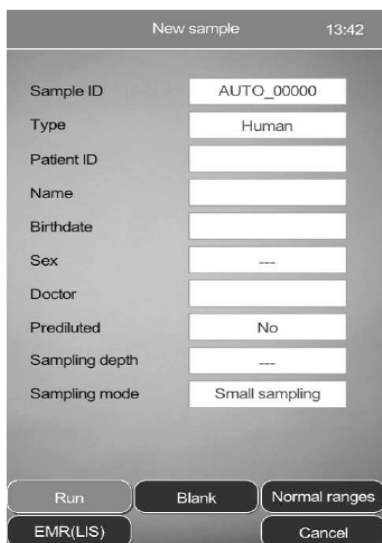 New sample 13:42
Sample ID AUTO_00000
Type Human
Patient ID
Name
Birthdate
Sex ---
Doctor
Prediluted No
Sampling depth ---
Sampling mode Small sampling
Run Blank Normal ranges
EMR(LIS) Cancel